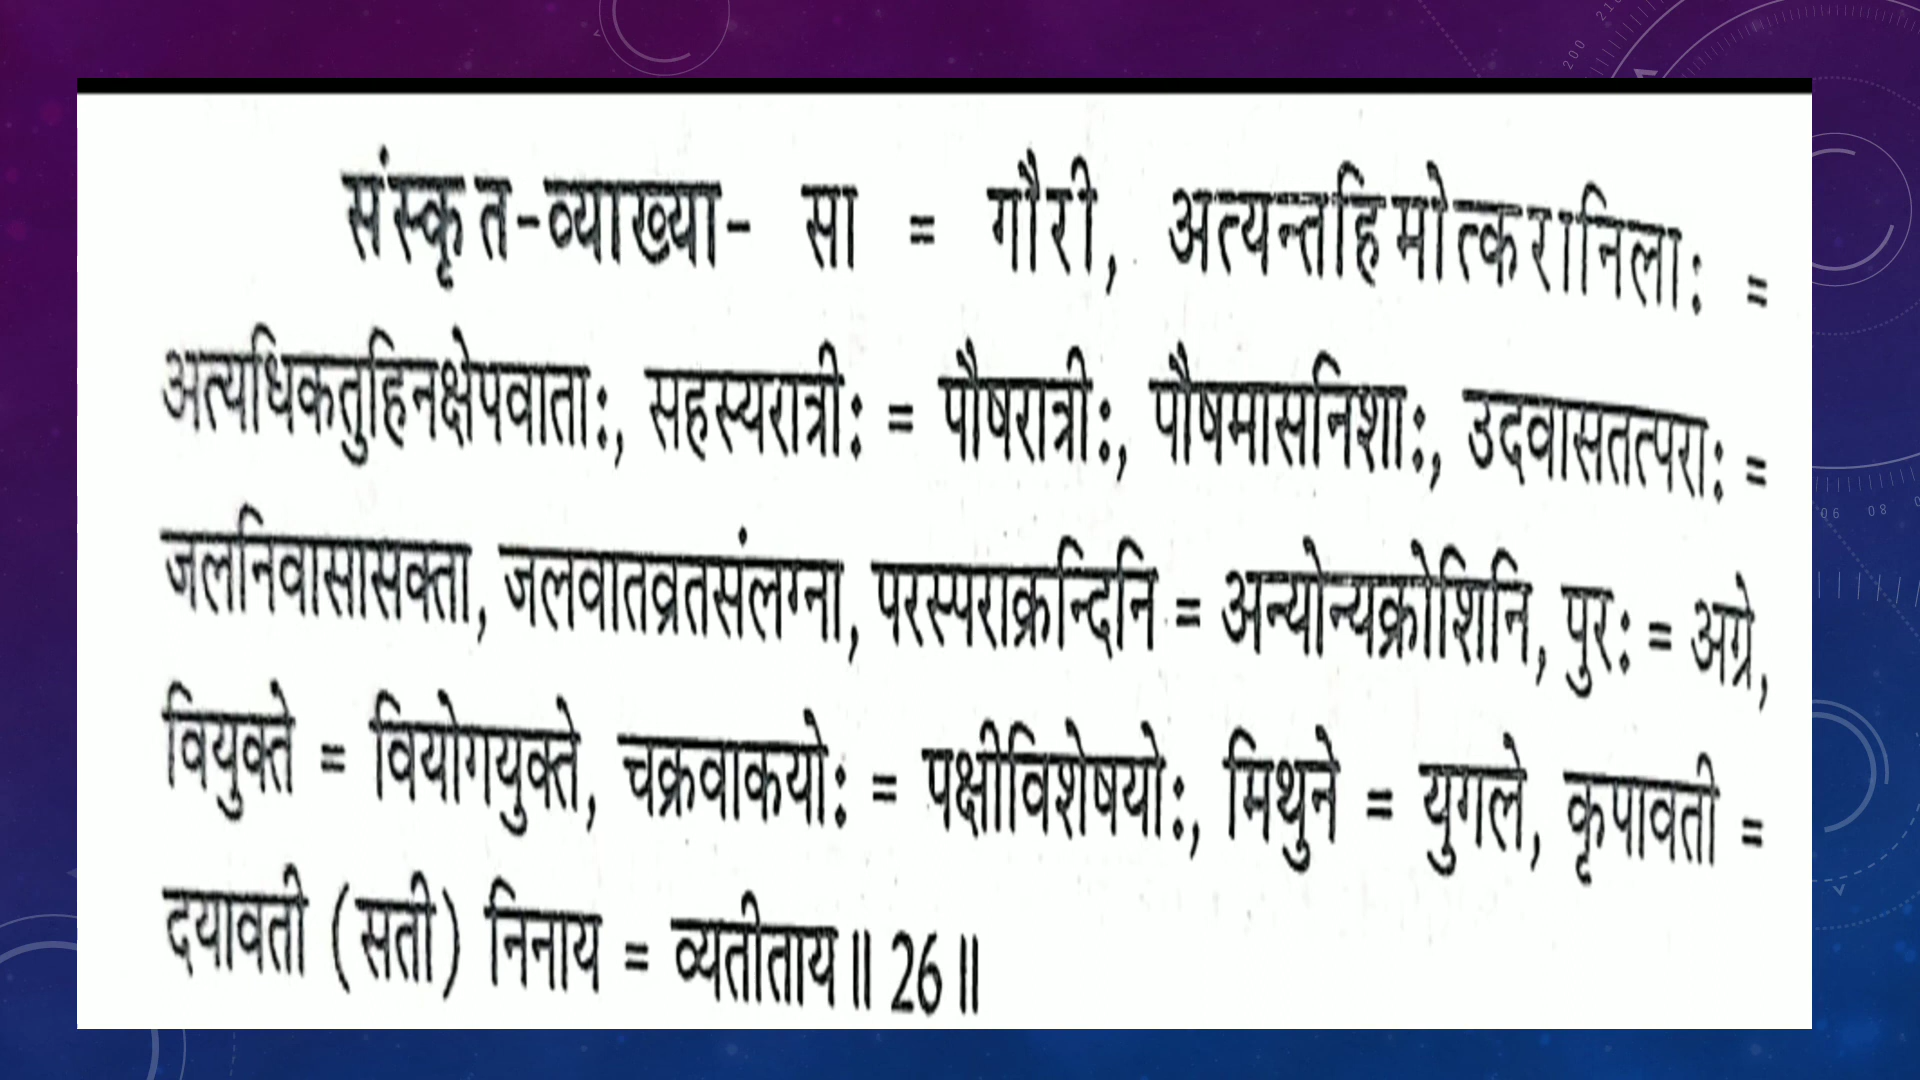 संस्कृत-व्याख्या- सा = गौरी, अत्यन्तहिमोत्करानिलाः =
अत्यधिकतुहिनक्षेपवाताः, सहस्यरात्रीः = पौषरात्रीः, पौषमासनिशाः, उदवासतत्पराः =
जलनिवासासक्ता, जलवातव्रतसंलग्ना, परस्पराक्रन्दिनि = अन्योन्यक्रोशिनि, पुरः = अग्रे,
वियुक्ते = वियोगयुक्ते, चक्रवाकयोः = पक्षीविशेषयोः, मिथुने = युगले, कृपावती =
दयावती (सती) निनाय = व्यतीताय॥ 26॥